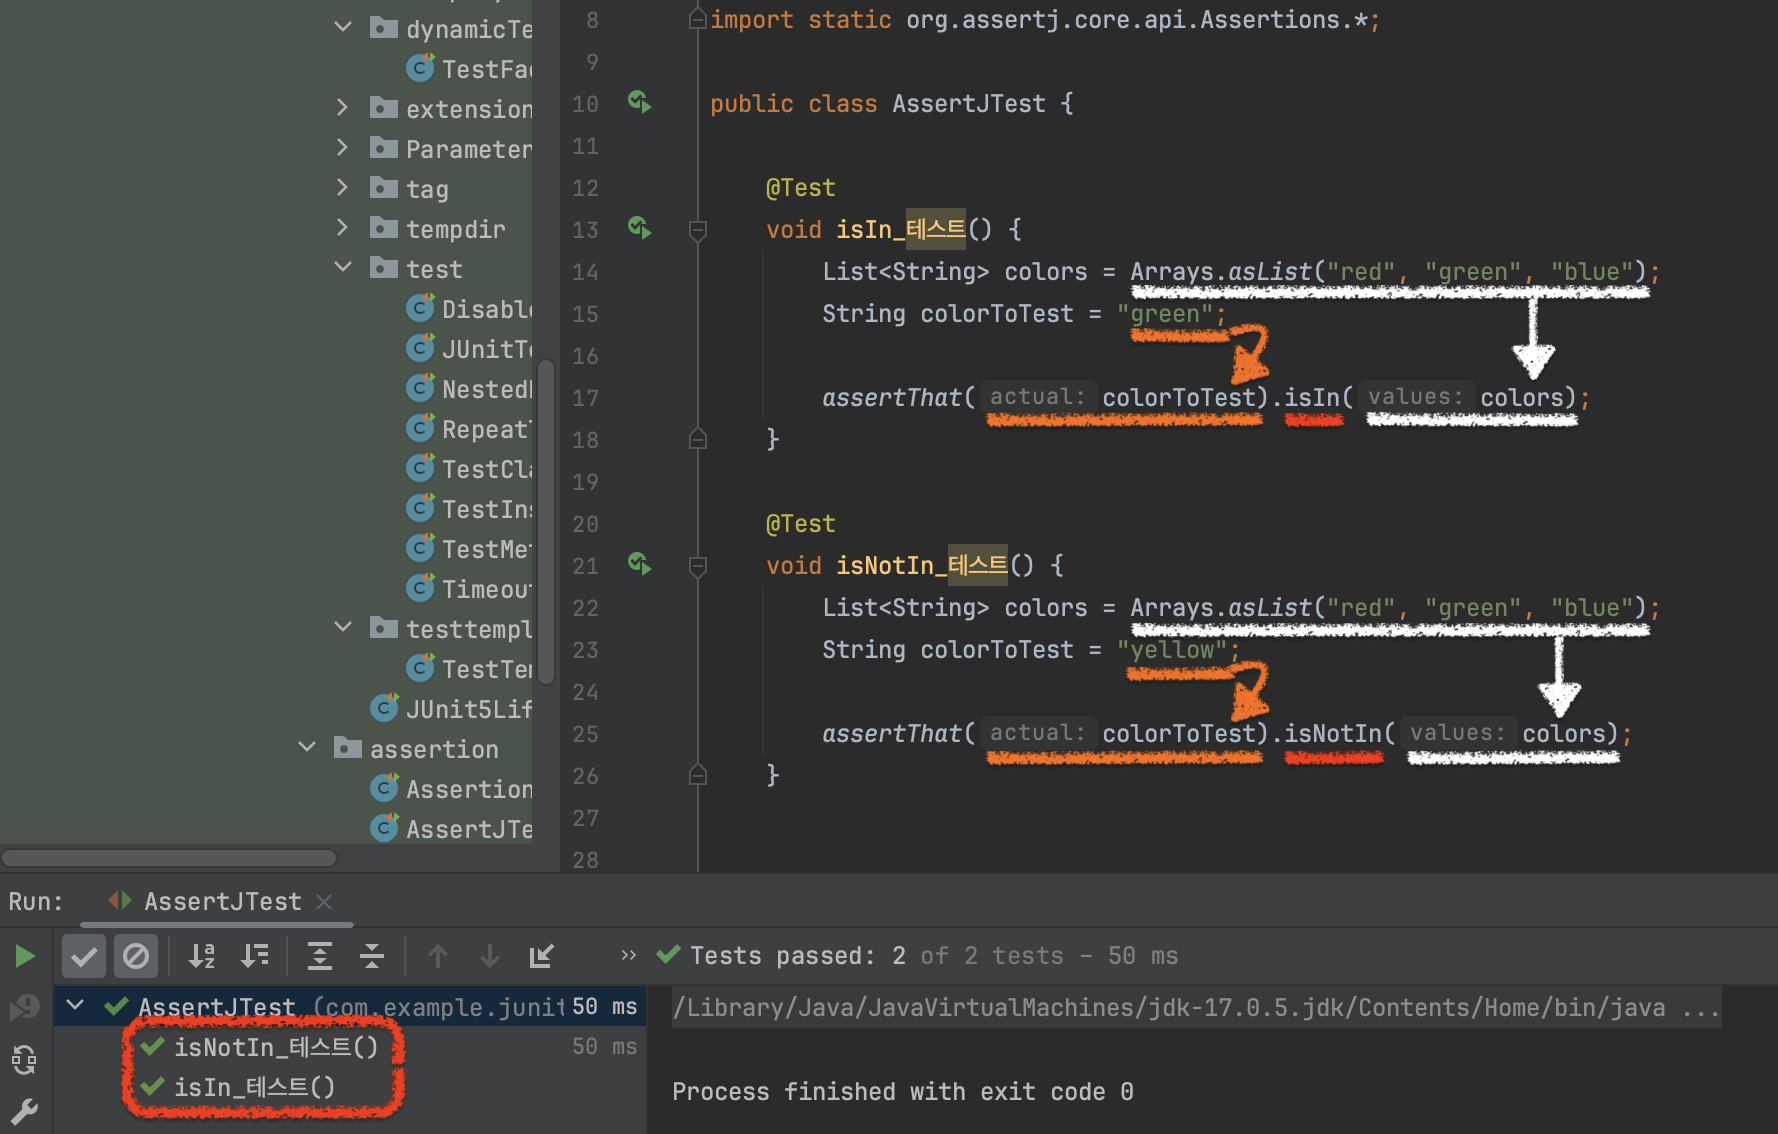 dynamicTe
TestFac
extension
Parameter
tag
tempdir
test
Disable
JUnitTe
Nested
Repeat
TestCla
TestIns
TestMet
Timeout
testtempl
TestTem
JUnit5Lif
assertion
Assertion
AssertJTe
8 import static org.assertj.core.api.Assertions.*;
9
10 public class AssertJTest {
11
12 @Test
13 void isIn_테스트() {
14 List<String> colors = Arrays.asList("red", "green", "blue");
15 String colorToTest = "green";
16
17 assertThat( actual: colorToTest).isIn( values: colors);
18 }
19
20 @Test
21 void isNotIn_테스트() {
22 List<String> colors = Arrays.asList("red", "green", "blue");
23 String colorToTest = "yellow";
24
25 assertThat( actual: colorToTest).isNotIn( values: colors);
26 }
27
28
Run: AssertJTest
Tests passed: 2 of 2 tests – 50 ms
AssertJTest (com.example.junit 50 ms
isNotIn_테스트() 50 ms
isIn_테스트()
/Library/Java/JavaVirtualMachines/jdk-17.0.5.jdk/Contents/Home/bin/java ...
Process finished with exit code 0